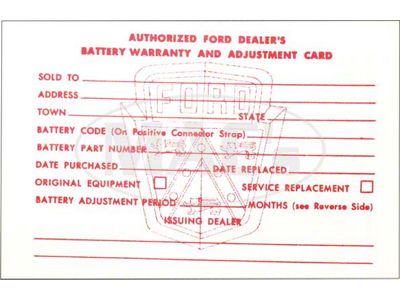 AUTHORIZED FORD DEALER'S
BATTERY WARRANTY AND ADJUSTMENT CARD
SOLD TO
ADDRESS
FORD
TOWN STATE
BATTERY CODE (On Positive Connector Strap)
BATTERY PART NUMBER
DATE PURCHASED DATE REPLACED
ORIGINAL EQUIPMENT SERVICE REPLACEMENT
BATTERY ADJUSTMENT PERIOD MONTHS (see Reverse Side)
ISSUING DEALER